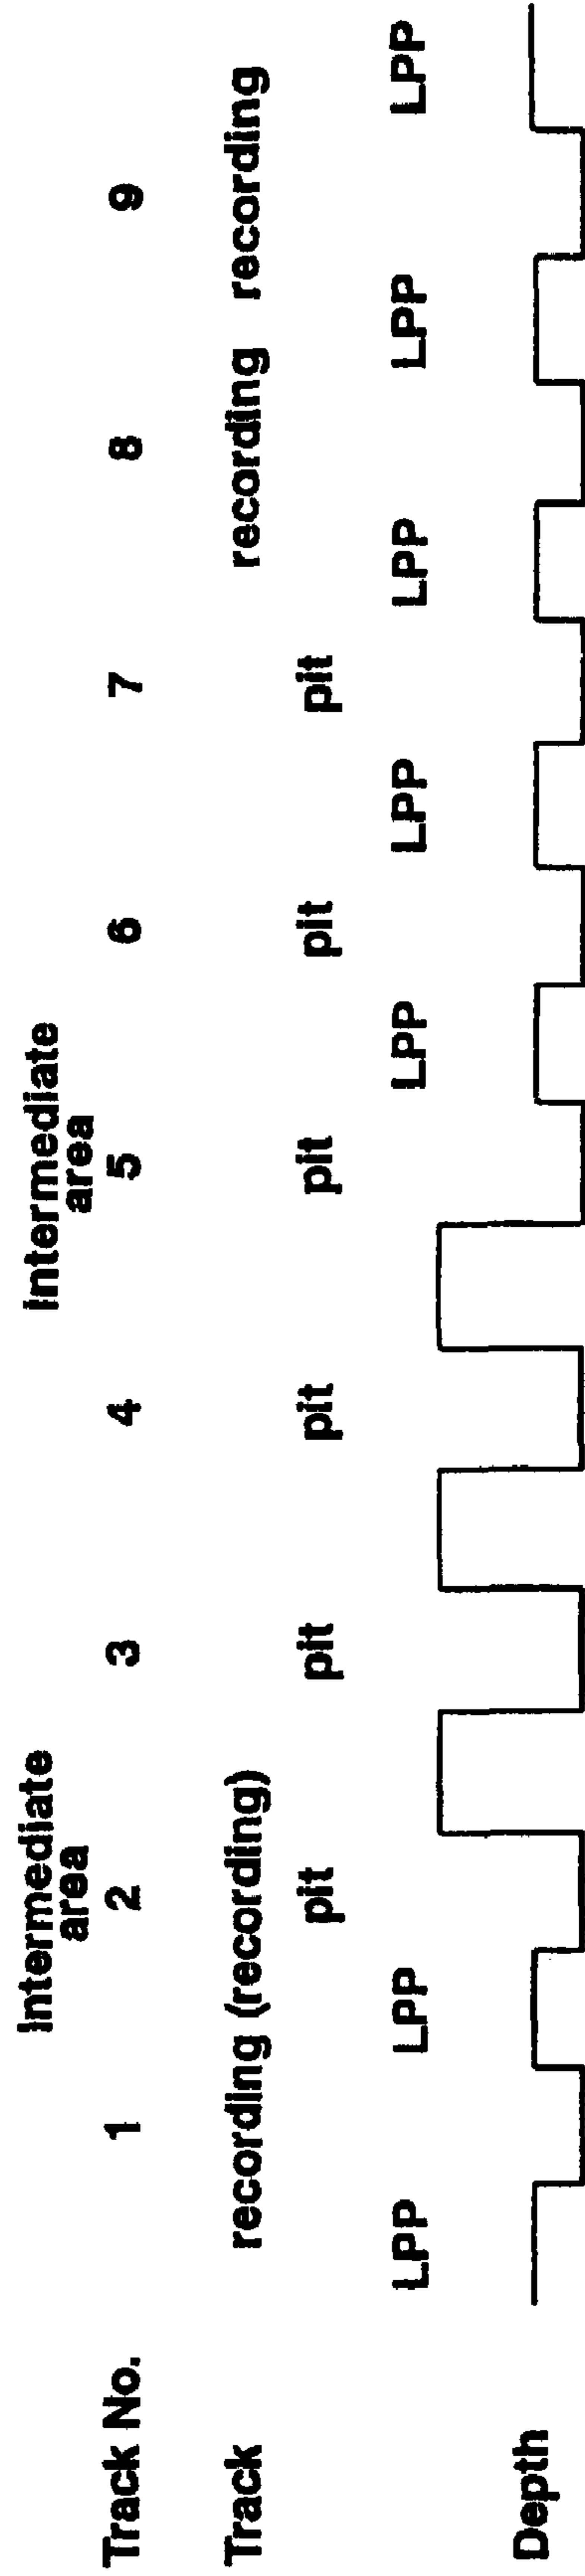 Intermediate Intermediate
area area
Track No. 1 2 3 4 5 6 7 8 9
Track recording (recording) recording recording
pit pit pit pit pit pit
LPP LPP LPP LPP LPP LPP LPP
Depth